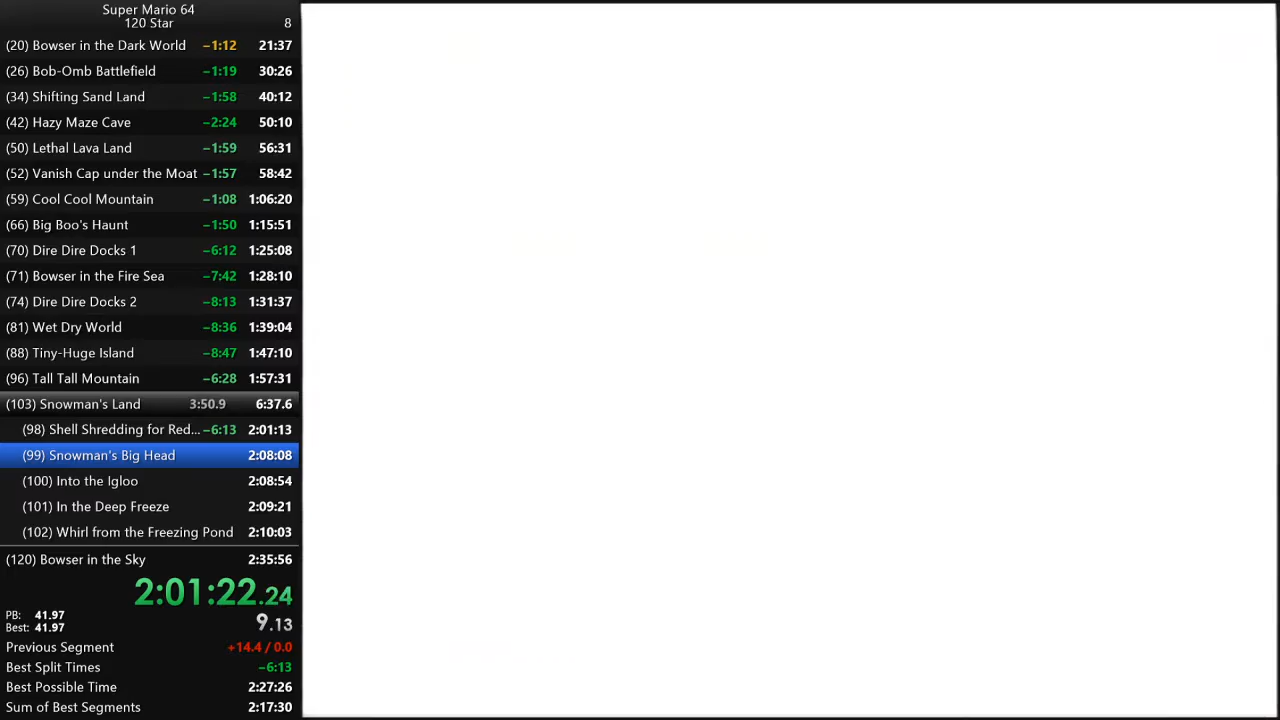 Super Mario 64
120 Star 8
(20) Bowser in the Dark World −1:12 21:37
(26) Bob-Omb Battlefield −1:19 30:26
(34) Shifting Sand Land −1:58 40:12
(42) Hazy Maze Cave −2:24 50:10
(50) Lethal Lava Land −1:59 56:31
(52) Vanish Cap under the Moat −1:57 58:42
(59) Cool Cool Mountain −1:08 1:06:20
(66) Big Boo's Haunt −1:50 1:15:51
(70) Dire Dire Docks 1 −6:12 1:25:08
(71) Bowser in the Fire Sea −7:42 1:28:10
(74) Dire Dire Docks 2 −8:13 1:31:37
(81) Wet Dry World −8:36 1:39:04
(88) Tiny-Huge Island −8:47 1:47:10
(96) Tall Tall Mountain −6:28 1:57:31
(103) Snowman's Land 3:50.9 6:37.6
(98) Shell Shredding for Red... −6:13 2:01:13
(99) Snowman's Big Head 2:08:08
(100) Into the Igloo 2:08:54
(101) In the Deep Freeze 2:09:21
(102) Whirl from the Freezing Pond 2:10:03
(120) Bowser in the Sky 2:35:56
2:01:22.24
PB: 41.97
Best: 41.97 9.13
Previous Segment +14.4 / 0.0
Best Split Times −6:13
Best Possible Time 2:27:26
Sum of Best Segments 2:17:30